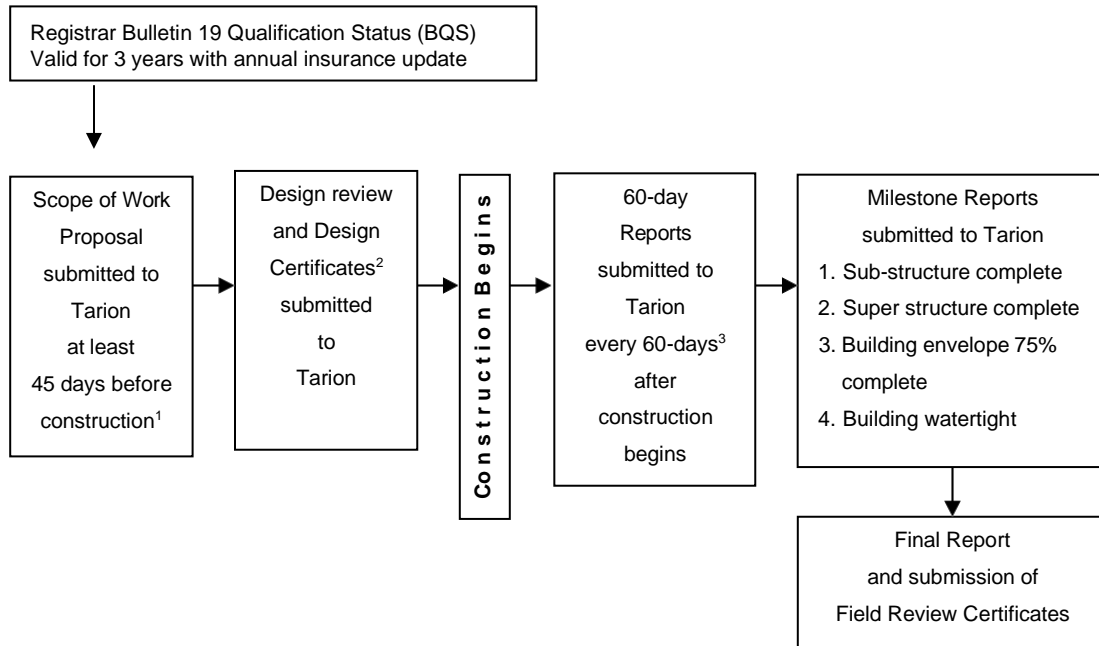 Registrar Bulletin 19 Qualification Status (BQS)
Valid for 3 years with annual insurance update
Scope of Work
Proposal
submitted to
Tarion
at least
45 days before
construction1
Design review
and Design
Certificates2
submitted
to
Tarion
Construction Begins
60-day
Reports
submitted to
Tarion
every 60-days3
after
construction
begins
Milestone Reports
submitted to Tarion
1. Sub-structure complete
2. Super structure complete
3. Building envelope 75%
complete
4. Building watertight
Final Report
and submission of
Field Review Certificates